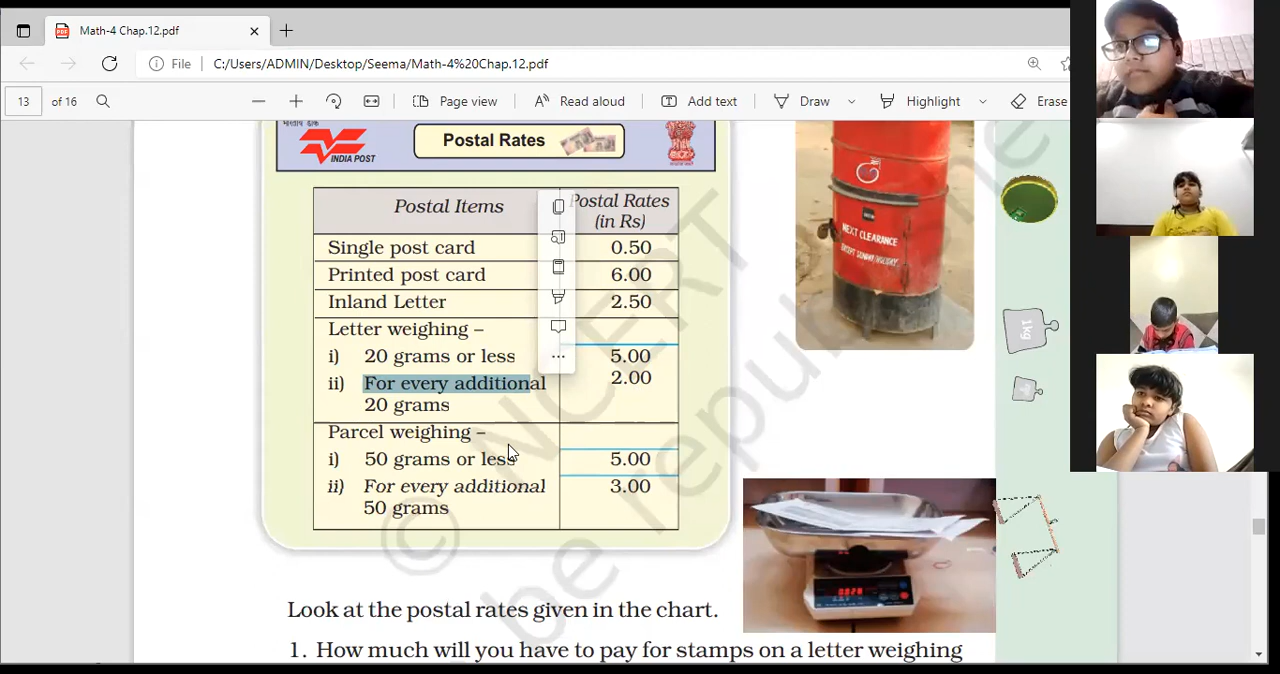 Math-4 Chap.12.pdf
File C:/Users/ADMIN/Desktop/Seema/Math-4%20Chap.12.pdf
13 of 16 Page view Read aloud Add text Draw Highlight Erase
INDIA POST
Postal Rates
Postal Items Postal Rates
(in Rs)
Single post card 0.50
Printed post card 6.00
Inland Letter 2.50
Letter weighing –
i) 20 grams or less 5.00
ii) For every additional 2.00
20 grams
Parcel weighing –
i) 50 grams or less 5.00
ii) For every additional 3.00
50 grams
NEXT CLEARANCE
1kg
© NCERT
be republ
Look at the postal rates given in the chart.
1. How much will you have to pay for stamps on a letter weighing